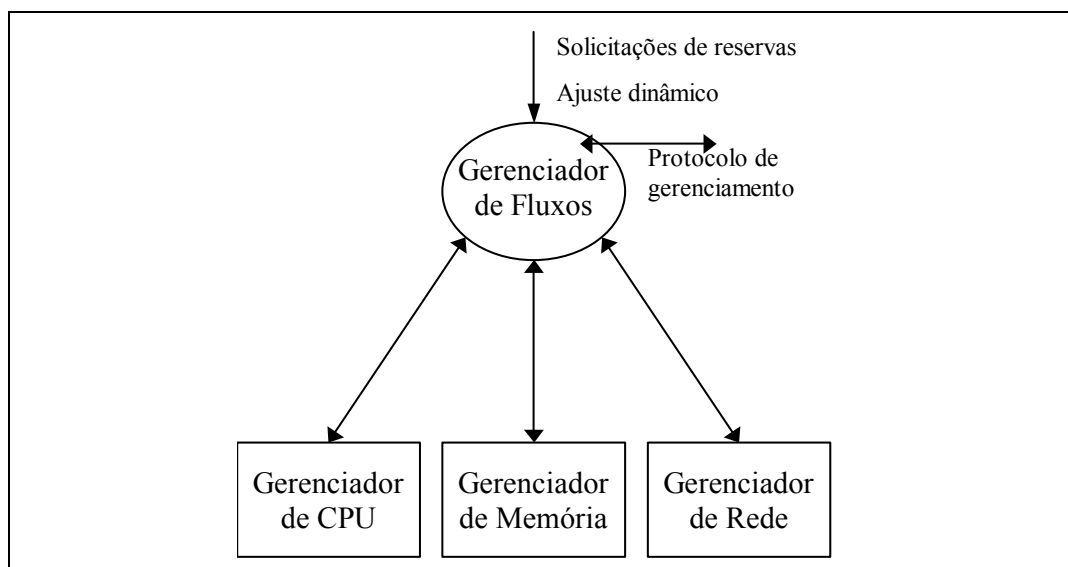 Solicitações de reservas
Ajuste dinâmico
Protocolo de
gerenciamento
Gerenciador
de Fluxos
Gerenciador
de CPU
Gerenciador
de Memória
Gerenciador
de Rede